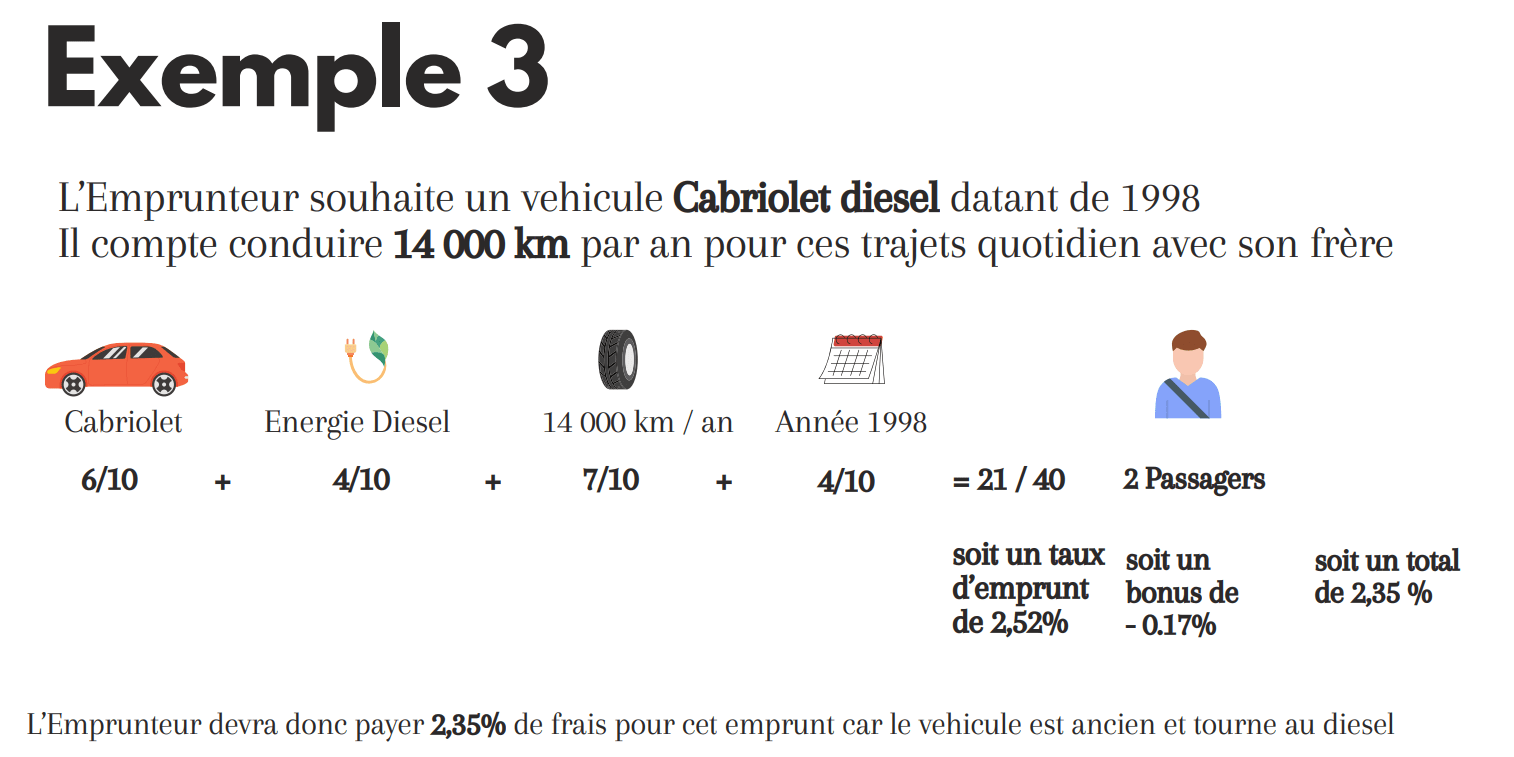 Exemple 3
L'Emprunteur souhaite un vehicule Cabriolet diesel datant de 1998
Il compte conduire 14 000 km par an pour ces trajets quotidien avec son frère
Cabriolet
Energie Diesel
14 000 km / an
Année 1998
6/10 + 4/10 + 7/10 + 4/10 = 21 / 40
2 Passagers
soit un taux
d'emprunt
de 2,52%
soit un
bonus de
- 0.17%
soit un total
de 2,35 %
L'Emprunteur devra donc payer 2,35% de frais pour cet emprunt car le vehicule est ancien et tourne au diesel